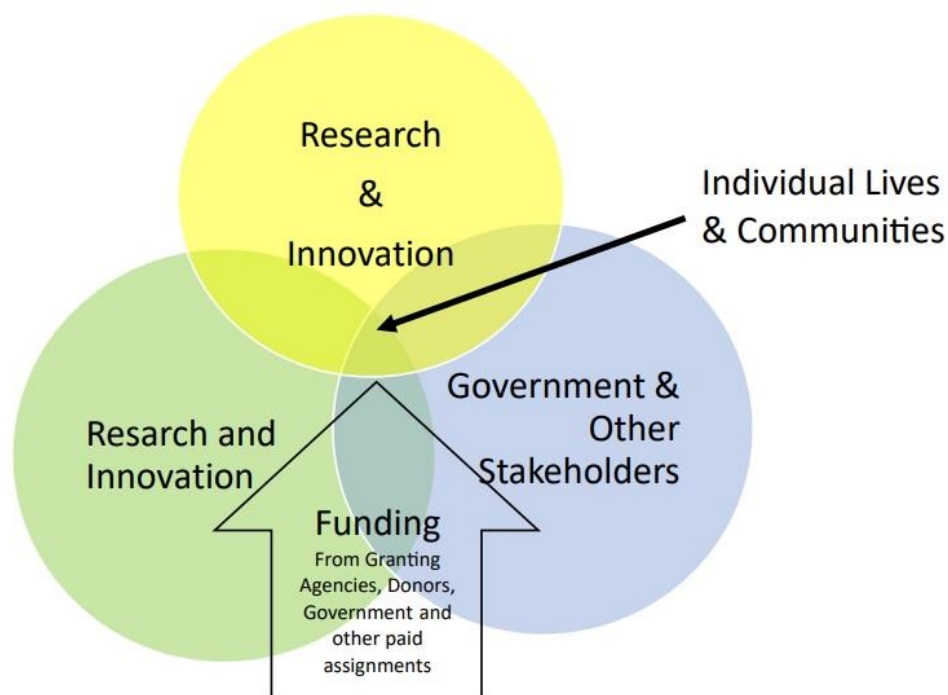 Research
&
Innovation
Individual Lives
& Communities
Government &
Other
Stakeholders
Resarch and
Innovation
Funding
From Granting
Agencies, Donors,
Government and
other paid
assignments